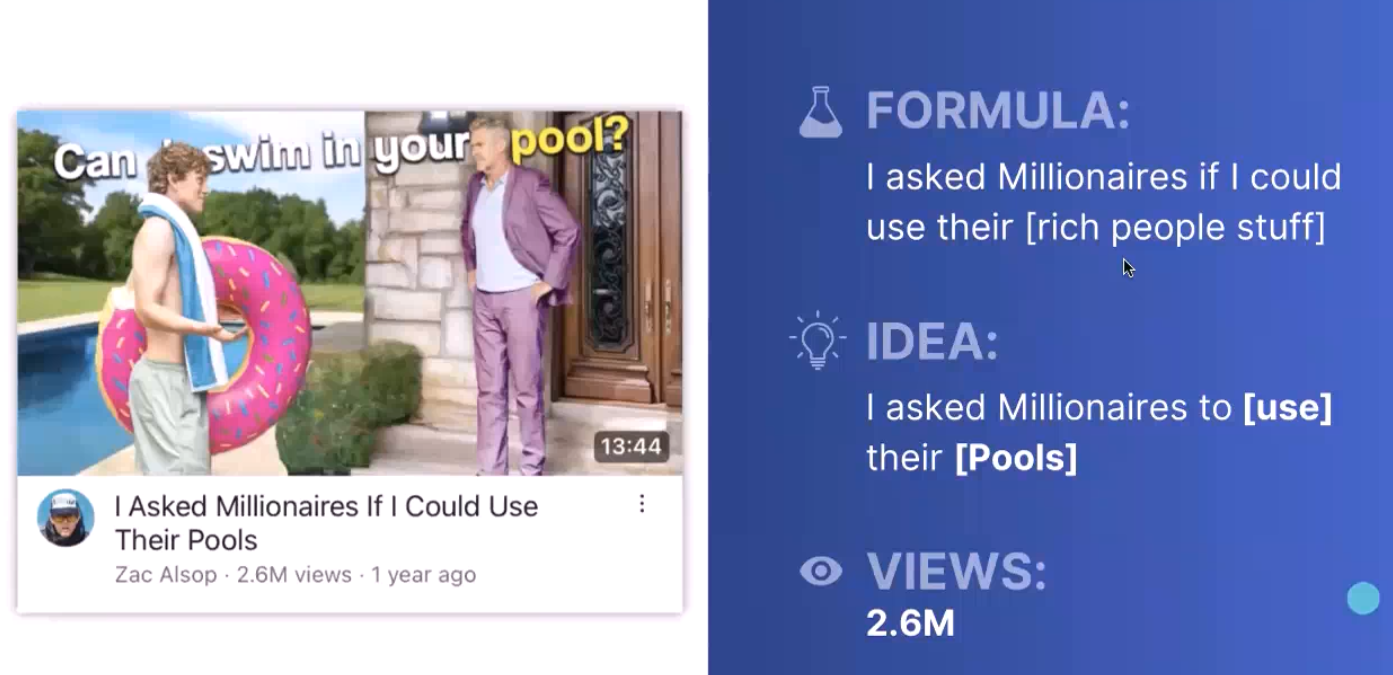 Can swim in your pool?
13:44
I Asked Millionaires If I Could Use
Their Pools
Zac Alsop · 2.6M views · 1 year ago
FORMULA:
I asked Millionaires if I could
use their [rich people stuff]
IDEA:
I asked Millionaires to [use]
their [Pools]
VIEWS:
2.6M